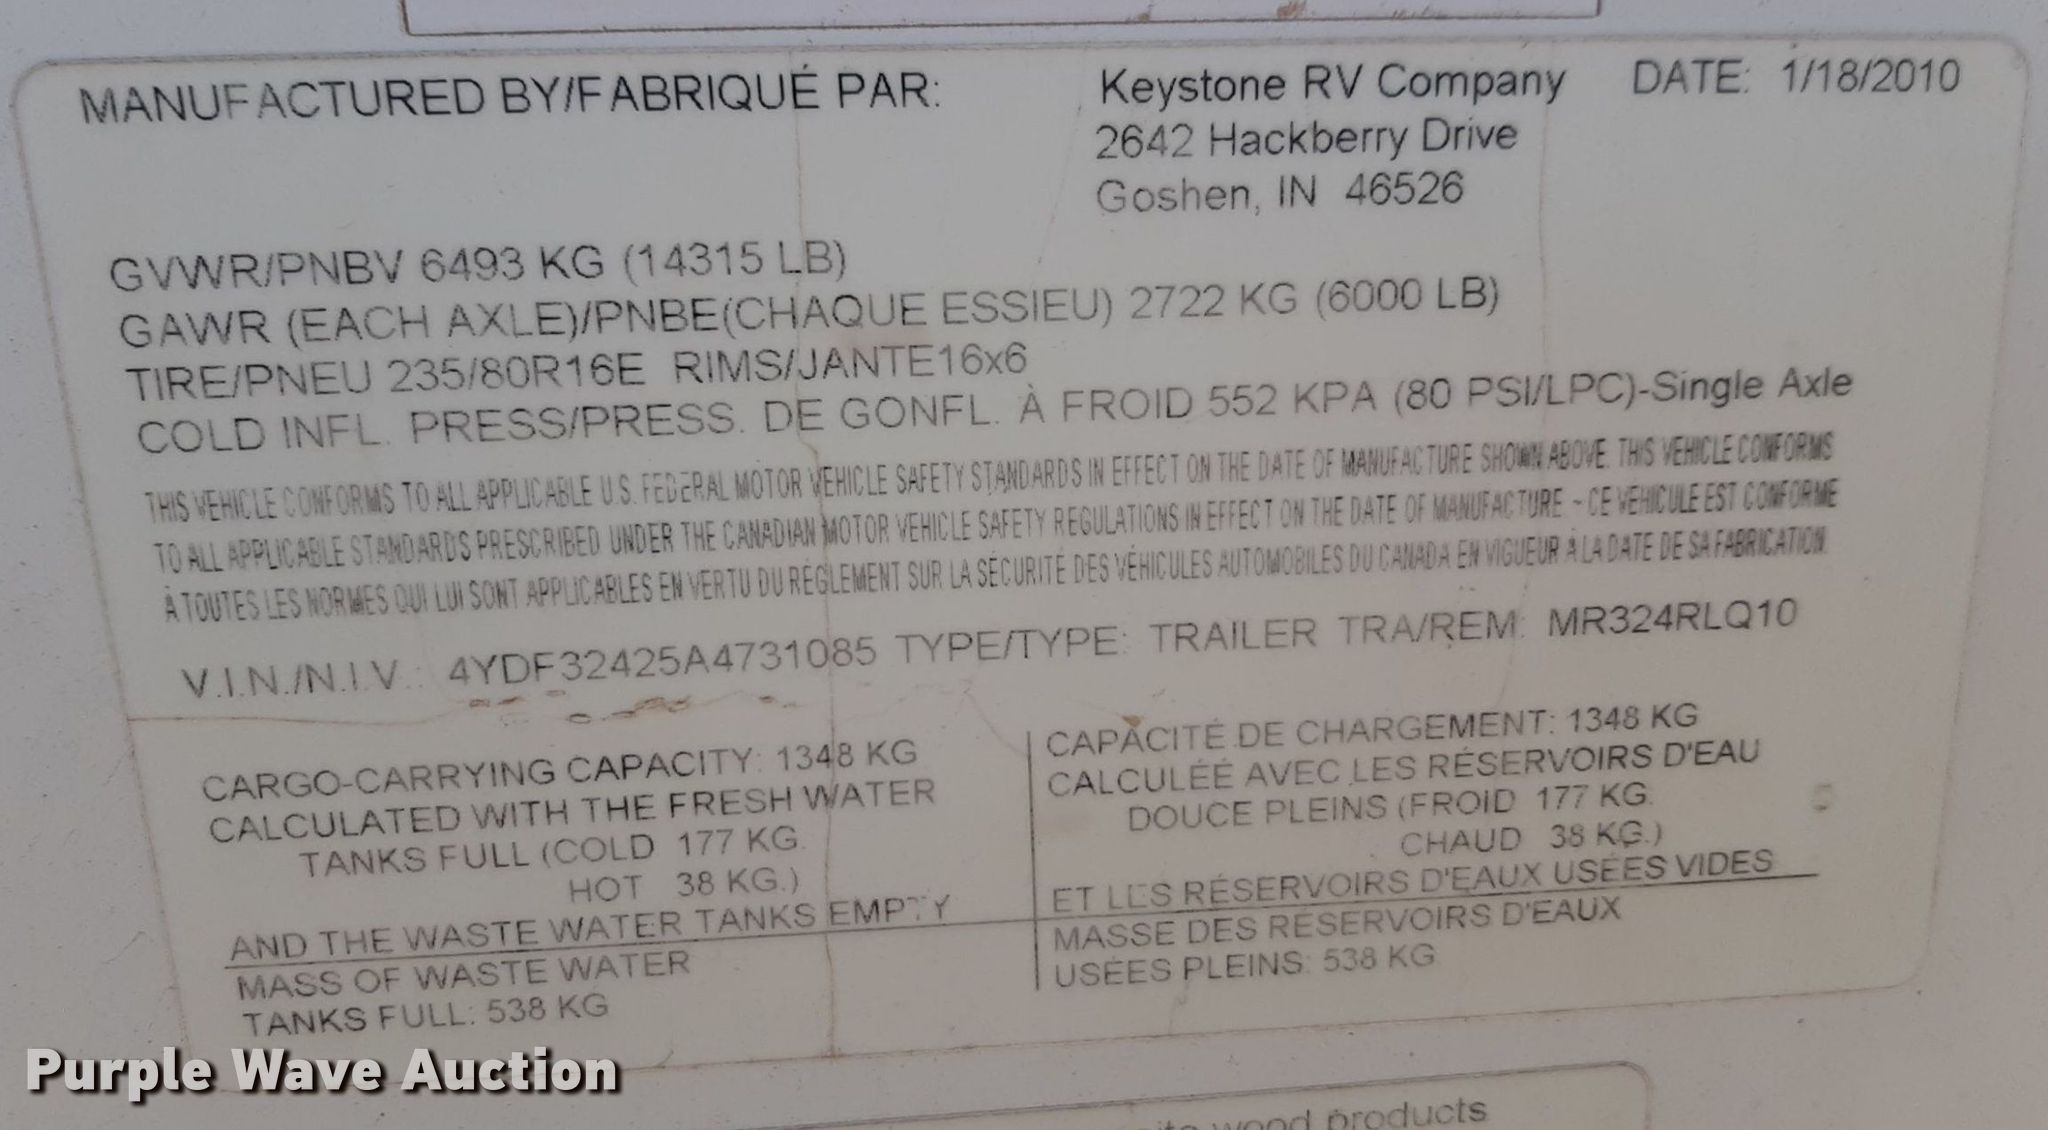 MANUFACTURED BY/FABRIQUÉ PAR: Keystone RV Company DATE: 1/18/2010
2642 Hackberry Drive
Goshen, IN 46526
GVWR/PNBV 6493 KG (14315 LB)
GAWR (EACH AXLE)/PNBE(CHAQUE ESSIEU) 2722 KG (6000 LB)
TIRE/PNEU 235/80R16E RIMS/JANTE16x6
COLD INFL. PRESS/PRESS. DE GONFL. À FROID 552 KPA (80 PSI/LPC)-Single Axle
THIS VEHICLE CONFORMS TO ALL APPLICABLE U.S. FEDERAL MOTOR VEHICLE SAFETY STANDARDS IN EFFECT ON THE DATE OF MANUFACTURE SHOWN ABOVE. THIS VEHICLE CONFORMS
TO ALL APPLICABLE STANDARDS PRESCRIBED UNDER THE CANADIAN MOTOR VEHICLE SAFETY REGULATIONS IN EFFECT ON THE DATE OF MANUFACTURE - CE VEHICULE EST CONFORME
À TOUTES LES NORMES QUI LUI SONT APPLICABLES EN VERTU DU RÉGLEMENT SUR LA SÉCURITÉ DES VÉHICULES AUTOMOBILES DU CANADA EN VIGUEUR À LA DATE DE SA FABRICATION.
V.I.N./N.I.V.: 4YDF32425A4731085 TYPE/TYPE: TRAILER TRA/REM: MR324RLQ10
CARGO-CARRYING CAPACITY: 1348 KG
CALCULATED WITH THE FRESH WATER
TANKS FULL (COLD 177 KG.
HOT 38 KG.)
AND THE WASTE WATER TANKS EMPTY
MASS OF WASTE WATER
TANKS FULL: 538 KG
CAPACITÉ DE CHARGEMENT: 1348 KG
CALCULÉÉ AVEC LES RÉSERVOIRS D'EAU
DOUCE PLEINS (FROID 177 KG.
CHAUD 38 KG.)
ET LES RÉSERVOIRS D'EAUX USÉES VIDES
MASSE DES RÉSERVOIRS D'EAUX
USÉES PLEINS: 538 KG
Purple Wave Auction
wood products